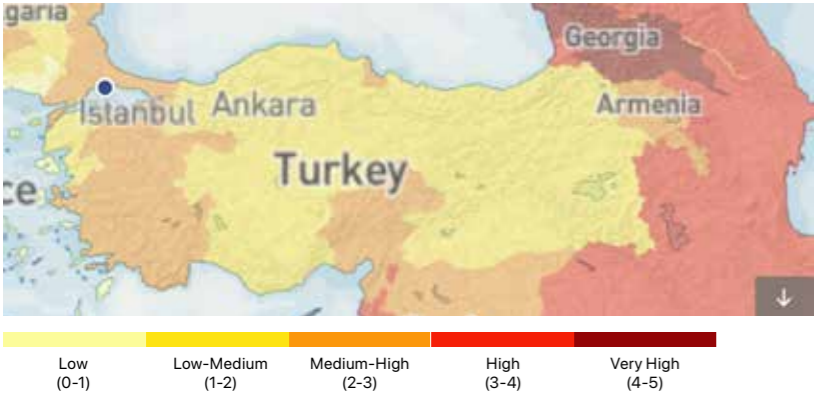 garia
Georgia
Istanbul Ankara
Armenia
Turkey
ce
Low
(0-1)
Low-Medium
(1-2)
Medium-High
(2-3)
High
(3-4)
Very High
(4-5)